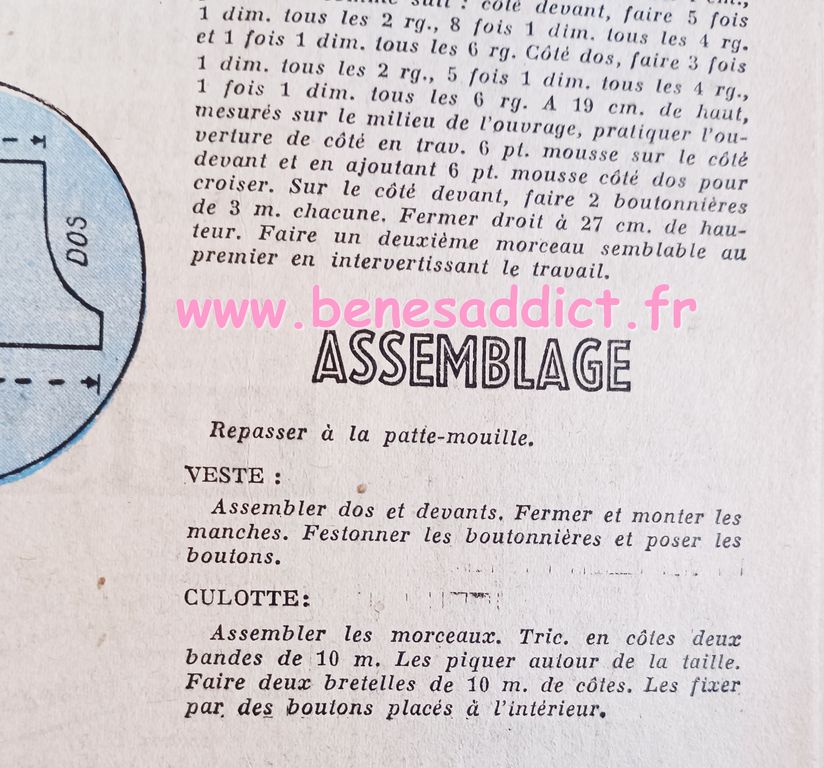 suit : côté devant, faire 5 fois
1 dim. tous les 2 rg., 8 fois 1 dim. tous les 4 rg.
et 1 fois 1 dim. tous les 6 rg. Côté dos, faire 3 fois
1 dim. tous les 2 rg., 5 fois 1 dim. tous les 4 rg.,
1 fois 1 dim. tous les 6 rg. A 19 cm. de haut,
mesurés sur le milieu de l'ouvrage, pratiquer l'ou-
verture de côté en trav. 6 pt. mousse sur le côté
devant et en ajoutant 6 pt. mousse côté dos pour
croiser. Sur le côté devant, faire 2 boutonnières
de 3 m. chacune. Fermer droit à 27 cm. de hau-
teur. Faire un deuxième morceau semblable au
premier en intervertissant le travail.
DOS
www.benesaddict.fr
ASSEMBLAGE
Repasser à la patte-mouille.
VESTE :
Assembler dos et devants. Fermer et monter les
manches. Festonner les boutonnières et poser les
boutons.
CULOTTE:
Assembler les morceaux. Tric. en côtes deux
bandes de 10 m. Les piquer autour de la taille.
Faire deux bretelles de 10 m. de côtes. Les fixer
par des boutons placés à l'intérieur.